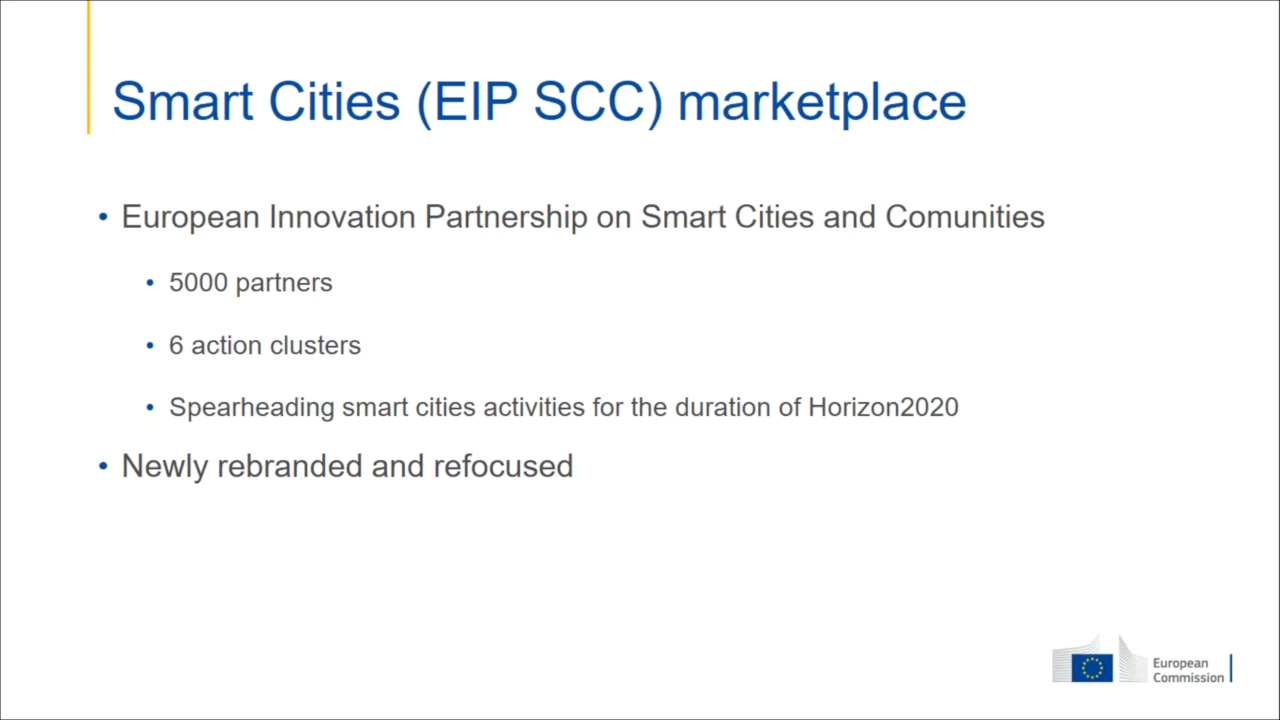 Smart Cities (EIP SCC) marketplace
• European Innovation Partnership on Smart Cities and Comunities
• 5000 partners
• 6 action clusters
• Spearheading smart cities activities for the duration of Horizon2020
• Newly rebranded and refocused
European
Commission